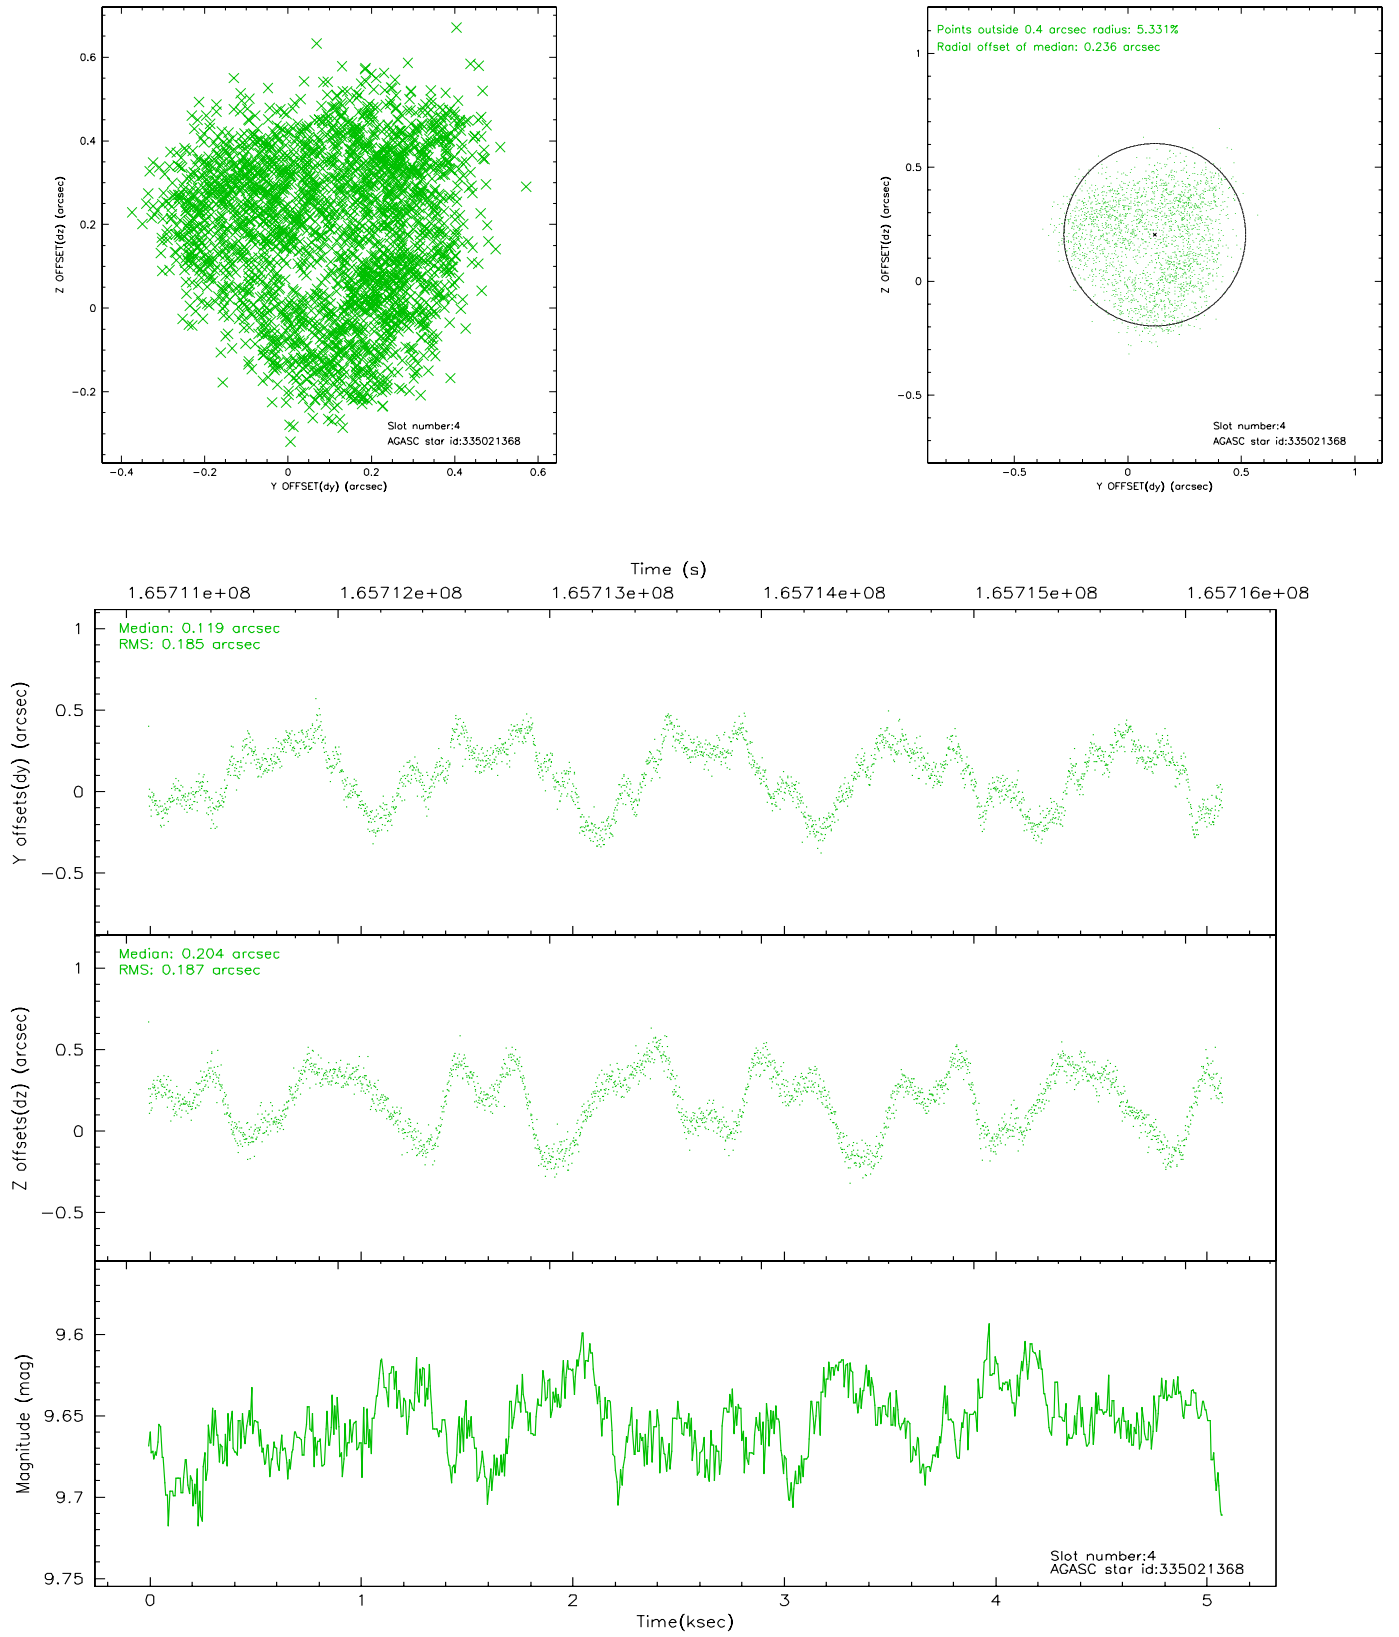 0.6
0.4
0.2
0
−0.2
Z OFFSET(dz) (arcsec)
Slot number:4
AGASC star id:335021368
−0.4 −0.2 0 0.2 0.4 0.6
Y OFFSET(dy) (arcsec)
Points outside 0.4 arcsec radius: 5.331%
Radial offset of median: 0.236 arcsec
1
0.5
0
−0.5
Z OFFSET(dz) (arcsec)
Slot number:4
AGASC star id:335021368
−0.5 0 0.5 1
Y OFFSET(dy) (arcsec)
Time (s)
1.65711e+08 1.65712e+08 1.65713e+08 1.65714e+08 1.65715e+08 1.65716e+08
Median: 0.119 arcsec
RMS: 0.185 arcsec
1
0.5
0
−0.5
Y offsets(dy) (arcsec)
Median: 0.204 arcsec
RMS: 0.187 arcsec
1
0.5
0
−0.5
Z offsets(dz) (arcsec)
9.6
9.65
9.7
9.75
Magnitude (mag)
Slot number:4
AGASC star id:335021368
0 1 2 3 4 5
Time(ksec)